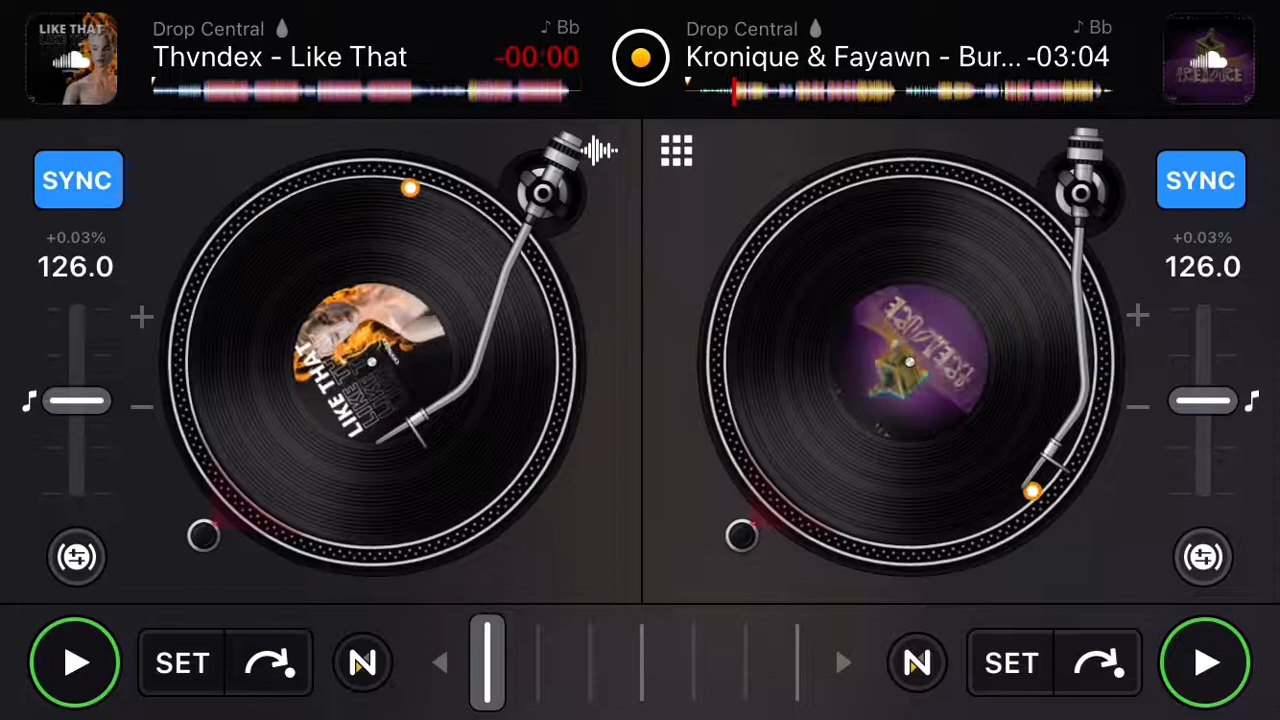 LIKE THAT
Drop Central
♪ Bb
Thvndex - Like That
-00:00
Drop Central
♪ Bb
Kronique & Fayawn - Bur...
-03:04
SYNC
+0.03%
126.0
SYNC
+0.03%
126.0
LIKE THAT
SET
N
N
SET